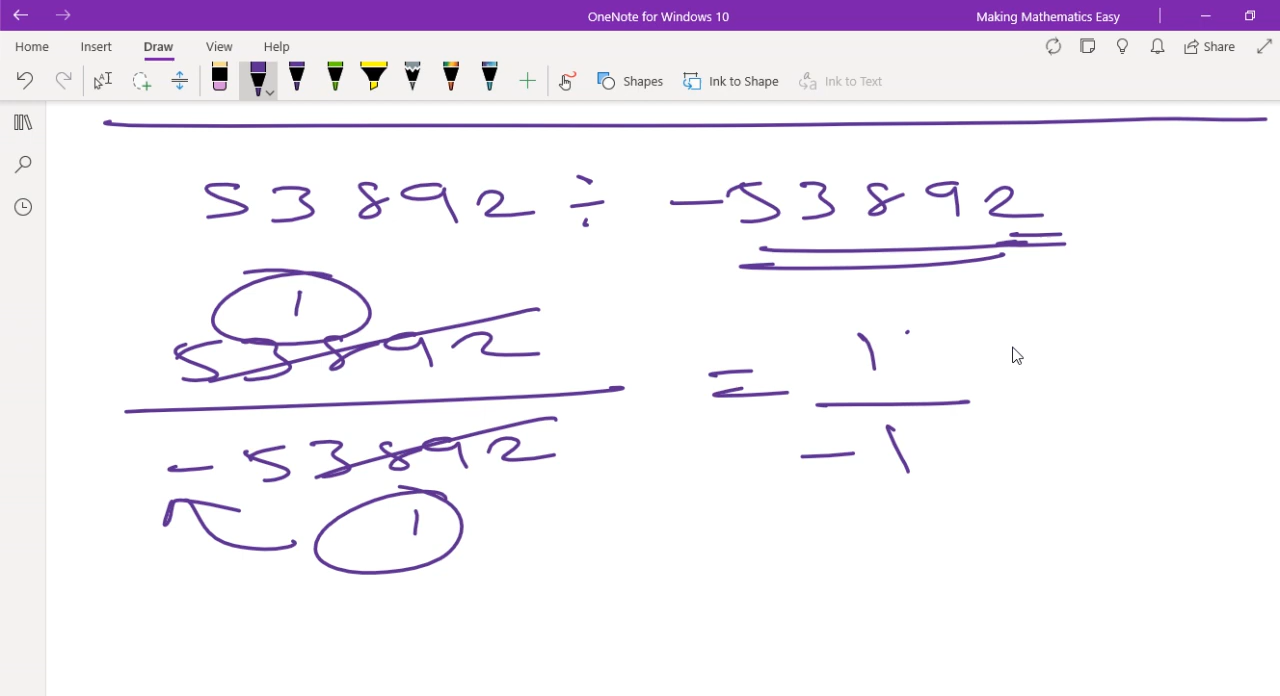 OneNote for Windows 10
Making Mathematics Easy
Home Insert Draw View Help
Share
Shapes Ink to Shape Ink to Text
53892 ÷ -53892
1
53892
-53892
1
= 1
-1